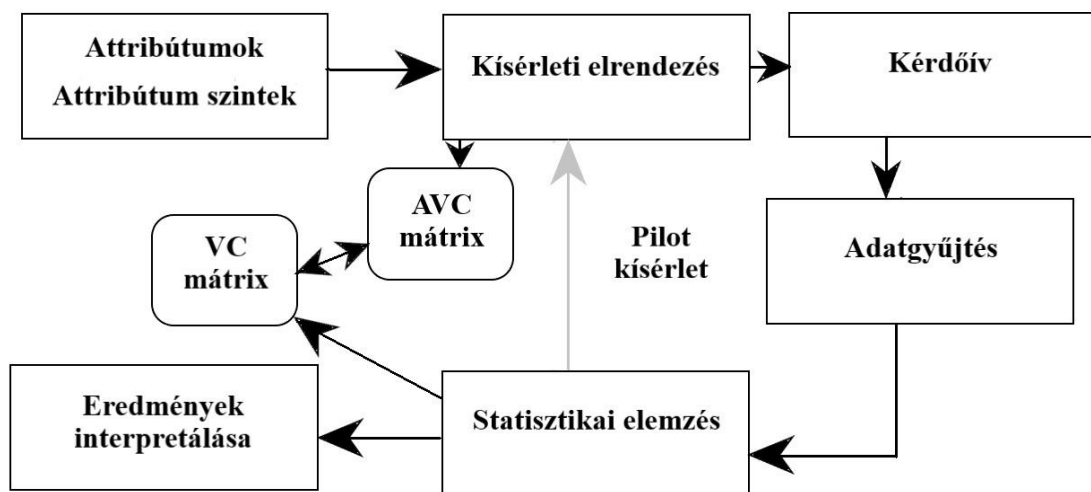 Attribútumok
Attribútum szintek
Kísérleti elrendezés
Kérdőív
AVC
mátrix
VC
mátrix
Pilot
kísérlet
Adatgyűjtés
Eredmények
interpretálása
Statisztikai elemzés